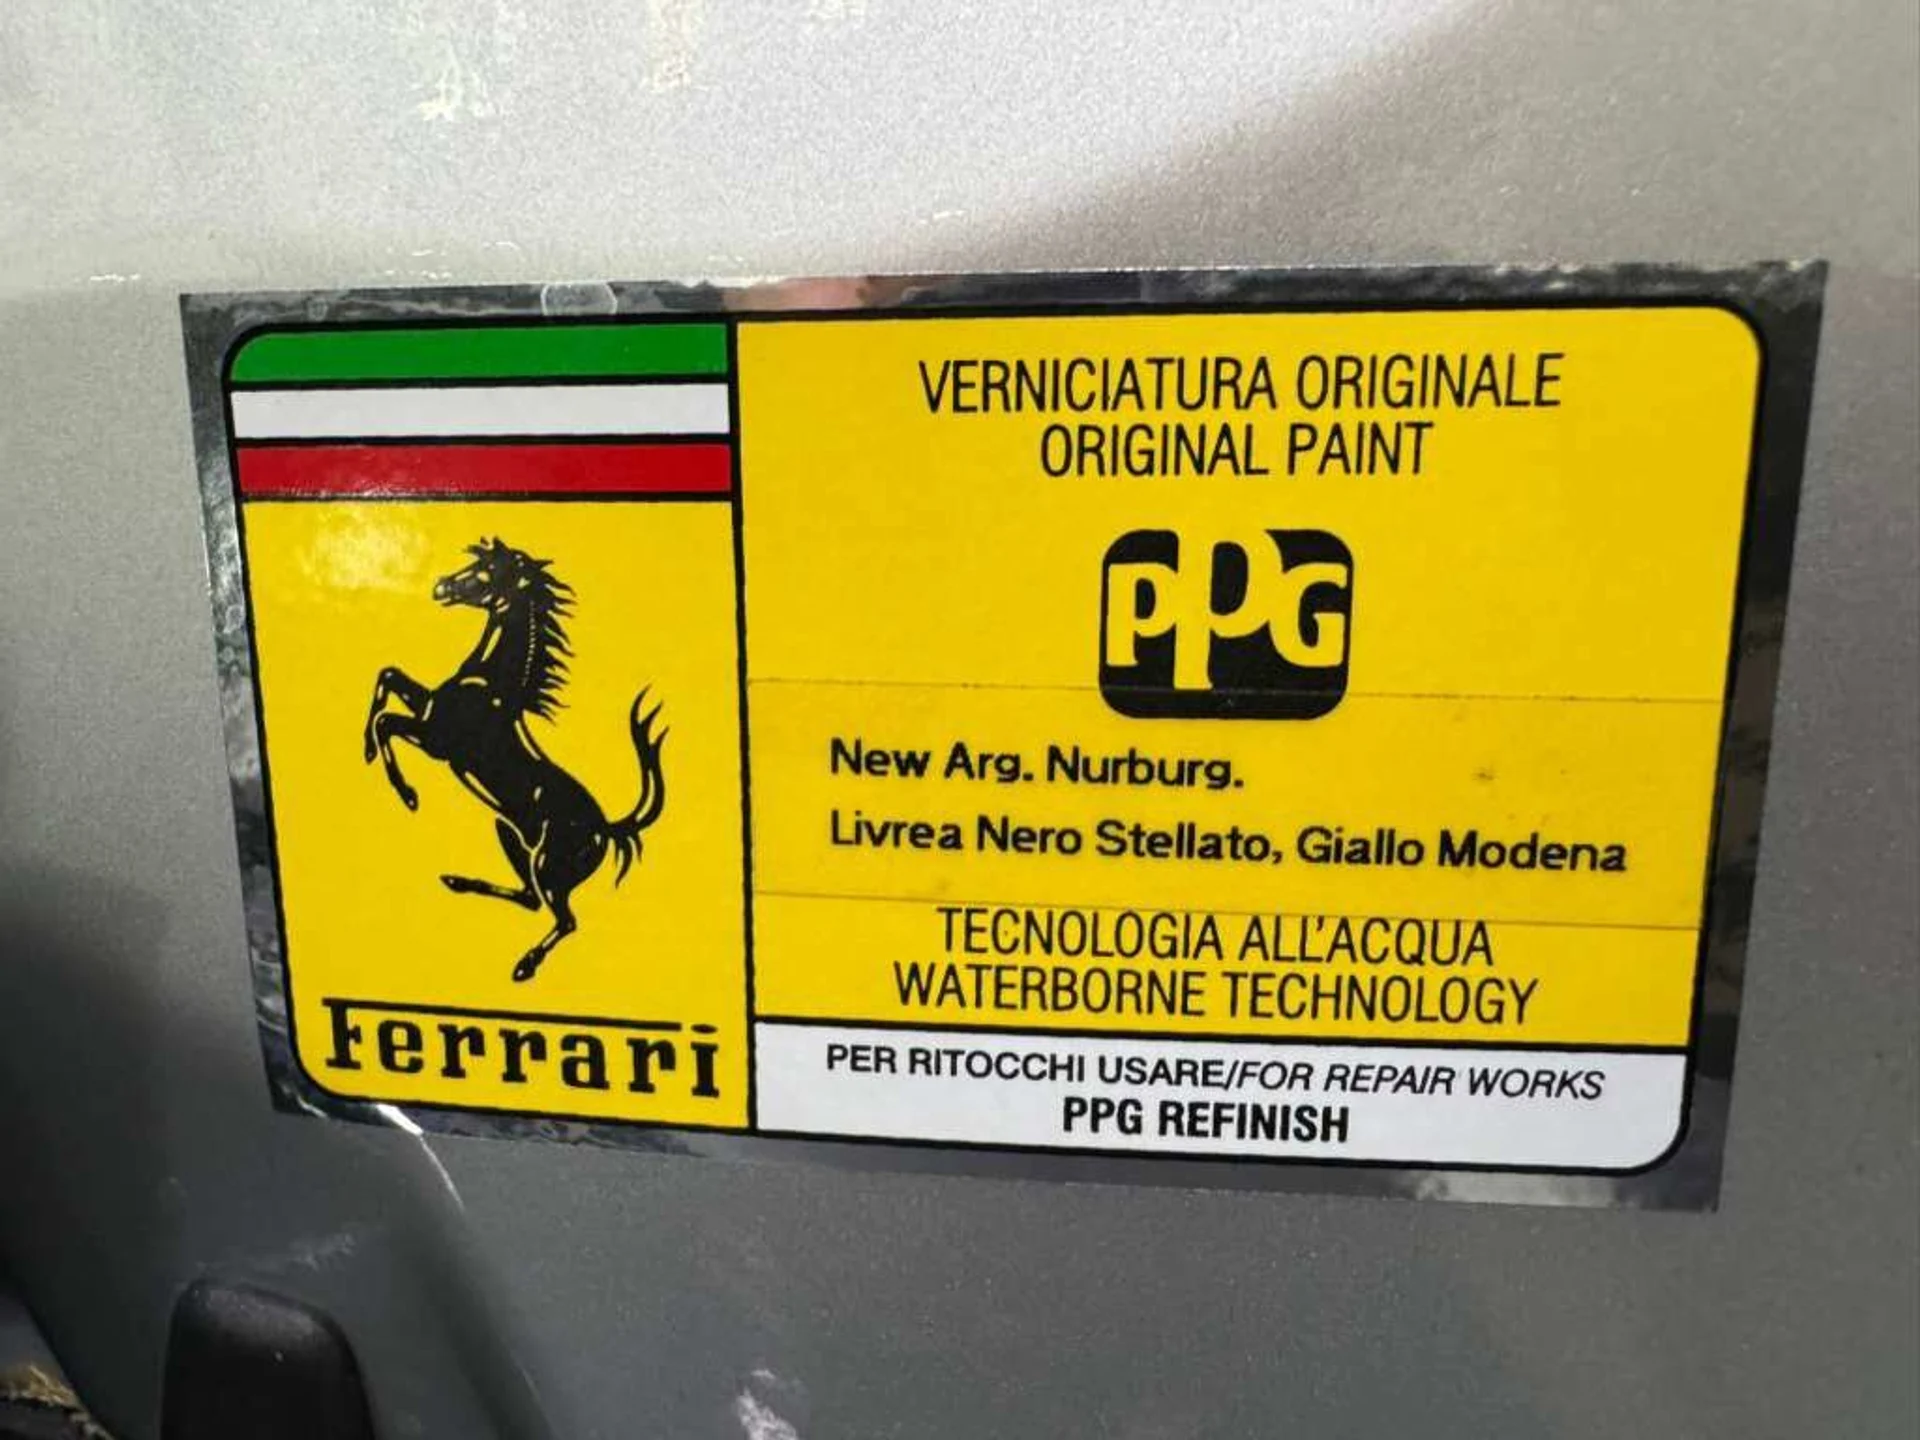 VERNICIATURA ORIGINALE
ORIGINAL PAINT
PPG
New Arg. Nurburg.
Livrea Nero Stellato, Giallo Modena
TECNOLOGIA ALL'ACQUA
WATERBORNE TECHNOLOGY
Ferrari
PER RITOCCHI USARE/FOR REPAIR WORKS
PPG REFINISH